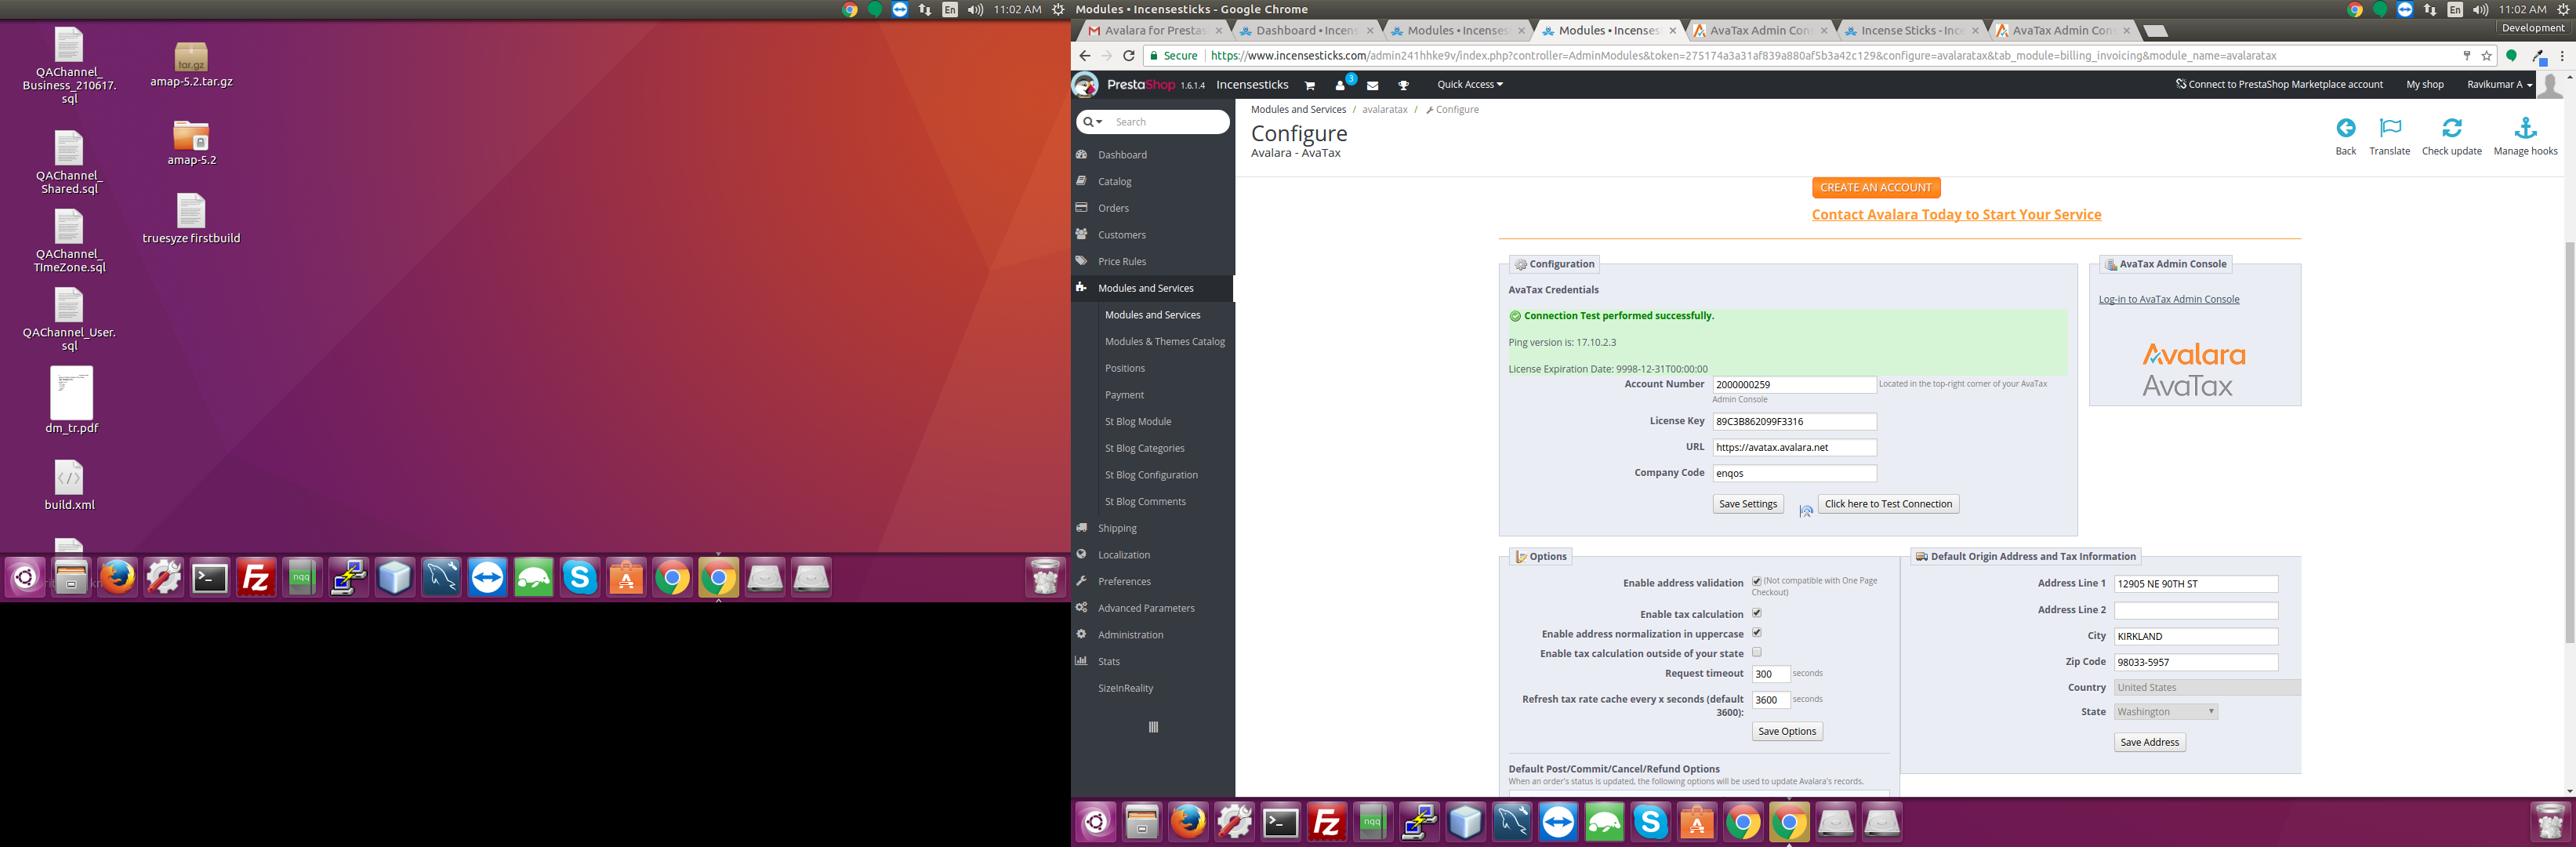 En
11:02 AM
QAChannel_
Business_210617.
sql
amap-5.2.tar.gz
QAChannel_
Shared.sql
amap-5.2
QAChannel_
TImeZone.sql
truesyze firstbuild
QAChannel_User.
sql
dm_tr.pdf
build.xml
Modules • Incensesticks - Google Chrome
En
11:02 AM
Avalara for Prestas
Dashboard • Incen
Modules • Incenses
Modules • Incenses
AvaTax Admin Con
Incense Sticks - Inc
AvaTax Admin Con
Development
Secure
https://www.incensesticks.com/admin241hhke9v/index.php?controller=AdminModules&token=275174a3a31af839a880af5b3a42c129&configure=avalaratax&tab_module=billing_invoicing&module_name=avalaratax
PrestaShop 1.6.1.4
Incensesticks
3
Quick Access
Connect to PrestaShop Marketplace account
My shop
Ravikumar A
Search
Dashboard
Catalog
Orders
Customers
Price Rules
Modules and Services
Modules and Services
Modules & Themes Catalog
Positions
Payment
St Blog Module
St Blog Categories
St Blog Configuration
St Blog Comments
Shipping
Localization
Preferences
Advanced Parameters
Administration
Stats
SizeInReality
Modules and Services / avalaratax / Configure
Configure
Avalara - AvaTax
Back
Translate
Check update
Manage hooks
CREATE AN ACCOUNT
Contact Avalara Today to Start Your Service
Configuration
AvaTax Credentials
Connection Test performed successfully.
Ping version is: 17.10.2.3
License Expiration Date: 9998-12-31T00:00:00
Account Number 2000000259 Located in the top-right corner of your AvaTax
Admin Console
License Key 89C3B862099F3316
URL https://avatax.avalara.net
Company Code enqos
Save Settings
Click here to Test Connection
AvaTax Admin Console
Log-in to AvaTax Admin Console
Avalara
AvaTax
Options
Enable address validation (Not compatible with One Page
Checkout)
Enable tax calculation
Enable address normalization in uppercase
Enable tax calculation outside of your state
Request timeout 300 seconds
Refresh tax rate cache every x seconds (default
3600): 3600 seconds
Save Options
Default Post/Commit/Cancel/Refund Options
When an order's status is updated, the following options will be used to update Avalara's records.
Default Origin Address and Tax Information
Address Line 1 12905 NE 90TH ST
Address Line 2
City KIRKLAND
Zip Code 98033-5957
Country United States
State Washington
Save Address